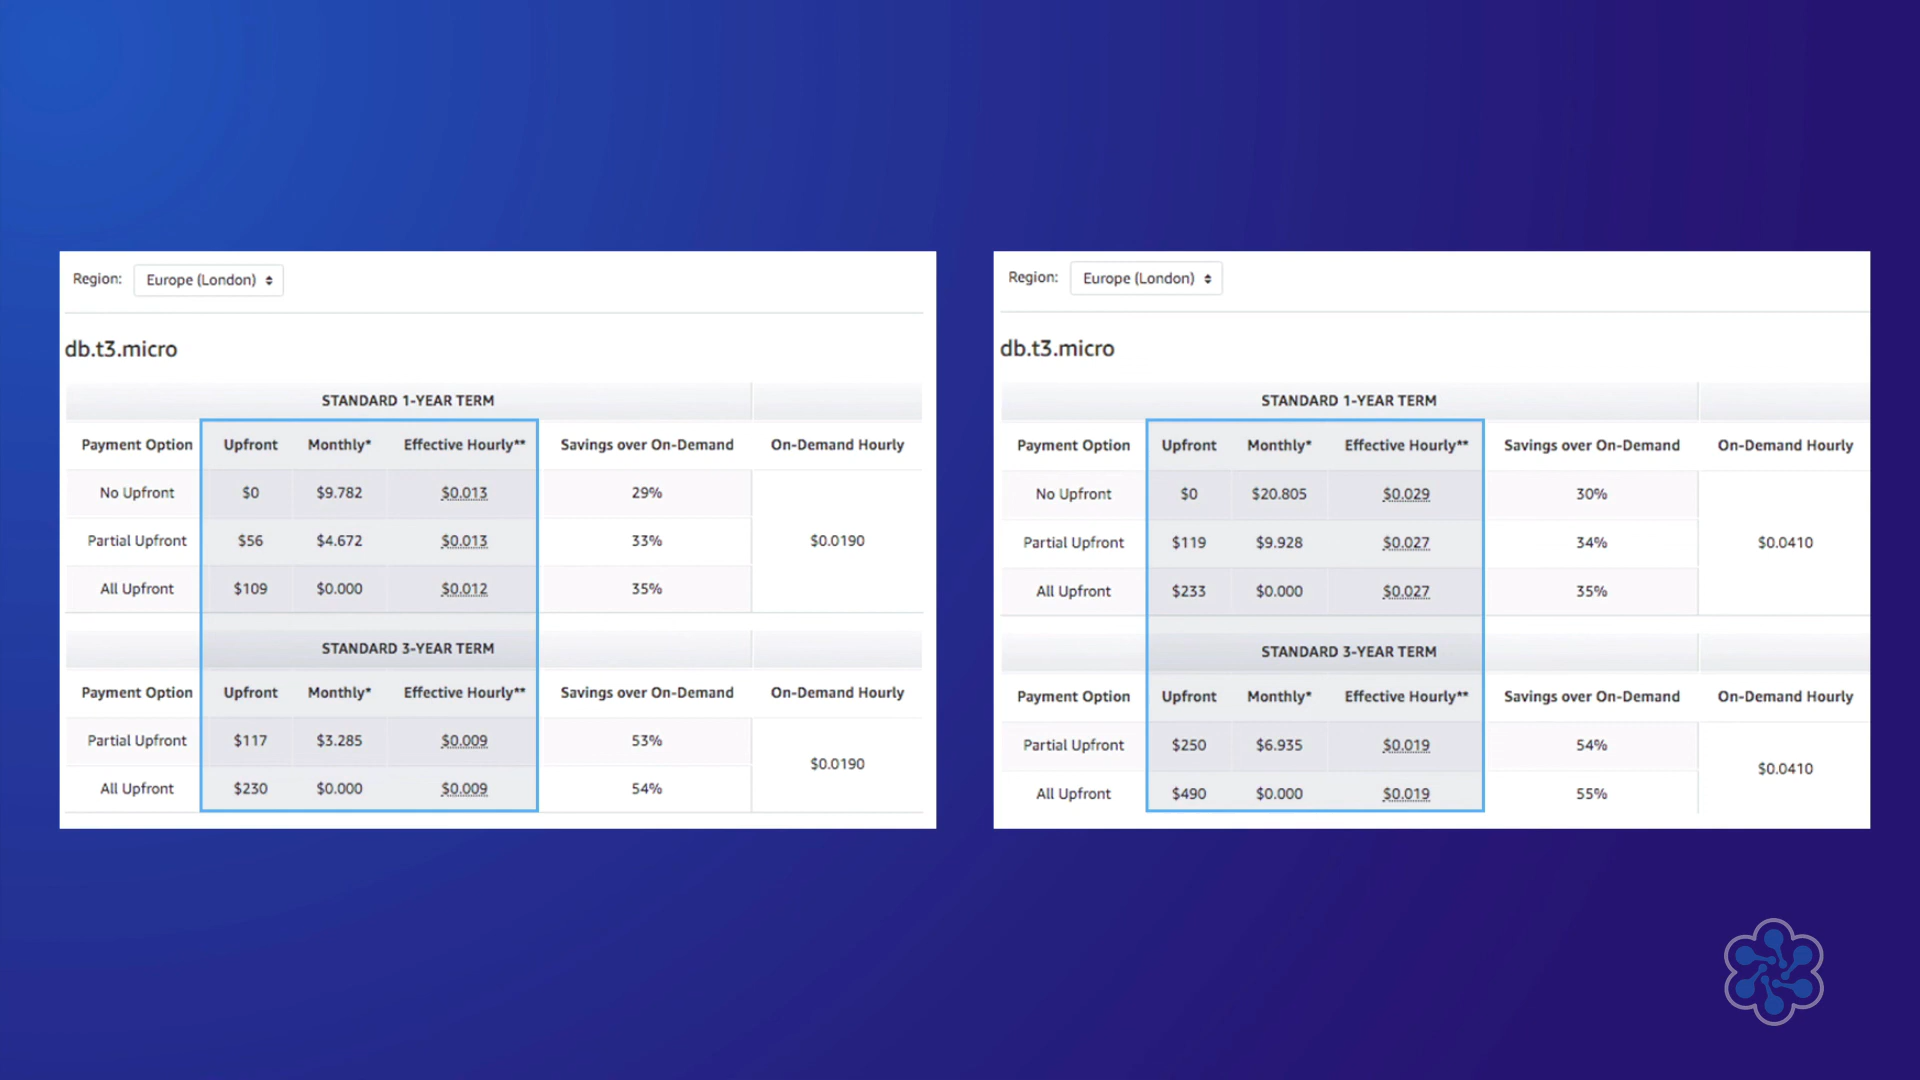 Region: Europe (London)
db.t3.micro
STANDARD 1-YEAR TERM
Payment Option Upfront Monthly* Effective Hourly** Savings over On-Demand On-Demand Hourly
No Upfront $0 $9.782 $0.013 29%
Partial Upfront $56 $4.672 $0.013 33% $0.0190
All Upfront $109 $0.000 $0.012 35%
STANDARD 3-YEAR TERM
Payment Option Upfront Monthly* Effective Hourly** Savings over On-Demand On-Demand Hourly
Partial Upfront $117 $3.285 $0.009 53%
$0.0190
All Upfront $230 $0.000 $0.009 54%
Region: Europe (London)
db.t3.micro
STANDARD 1-YEAR TERM
Payment Option Upfront Monthly* Effective Hourly** Savings over On-Demand On-Demand Hourly
No Upfront $0 $20.805 $0.029 30%
Partial Upfront $119 $9.928 $0.027 34% $0.0410
All Upfront $233 $0.000 $0.027 35%
STANDARD 3-YEAR TERM
Payment Option Upfront Monthly* Effective Hourly** Savings over On-Demand On-Demand Hourly
Partial Upfront $250 $6.935 $0.019 54%
$0.0410
All Upfront $490 $0.000 $0.019 55%